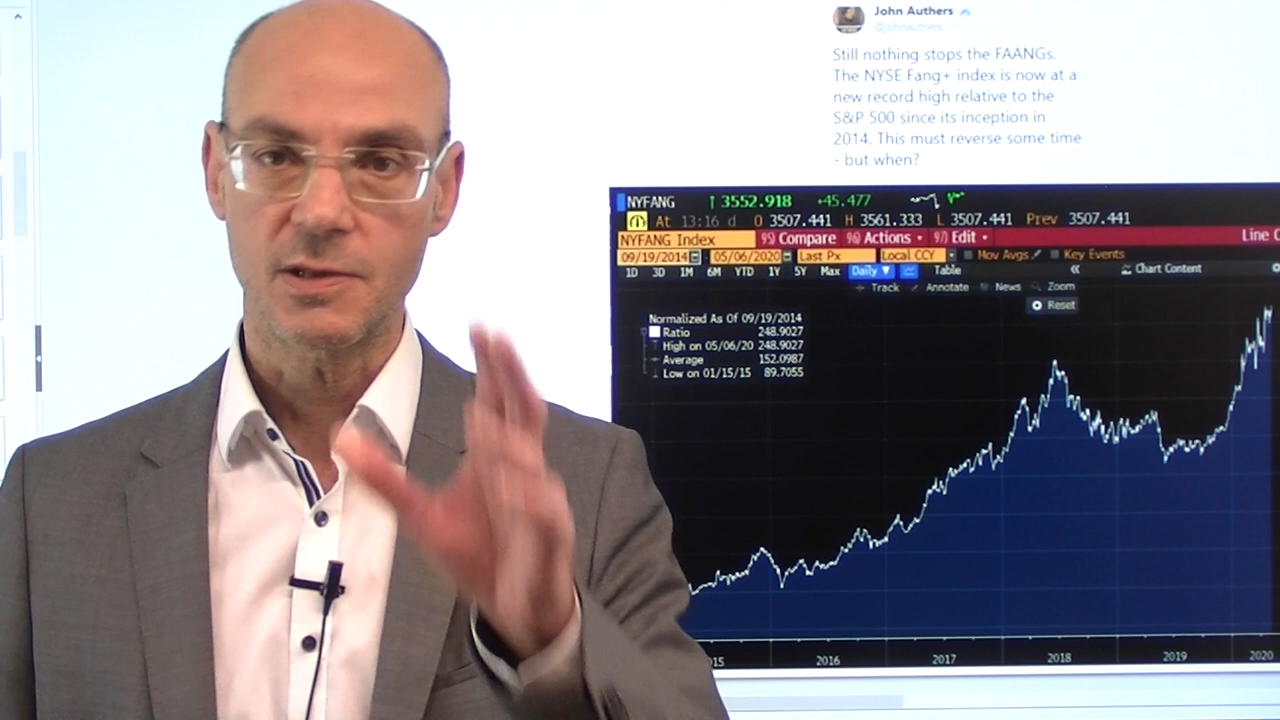 John Authers
@johnauthers
Still nothing stops the FAANGs.
The NYSE Fang+ index is now at a
new record high relative to the
S&P 500 since its inception in
2014. This must reverse some time
- but when?
NYFANG ↑ 3552.918 +45.477
At 13:16 d O 3507.441 H 3561.333 L 3507.441 Prev 3507.441
NYFANG Index 95) Compare 96) Actions 97) Edit Line C
09/19/2014 - 05/06/2020 Last Px Local CCY Mov Avgs Key Events
1D 3D 1M 6M YTD 1Y 5Y Max Daily ▼ Table « Chart Content
Track Annotate News Zoom
Reset
Normalized As Of 09/19/2014
Ratio 248.9027
High on 05/06/20 248.9027
Average 152.0987
Low on 01/15/15 89.7055
2016 2017 2018 2019 2020